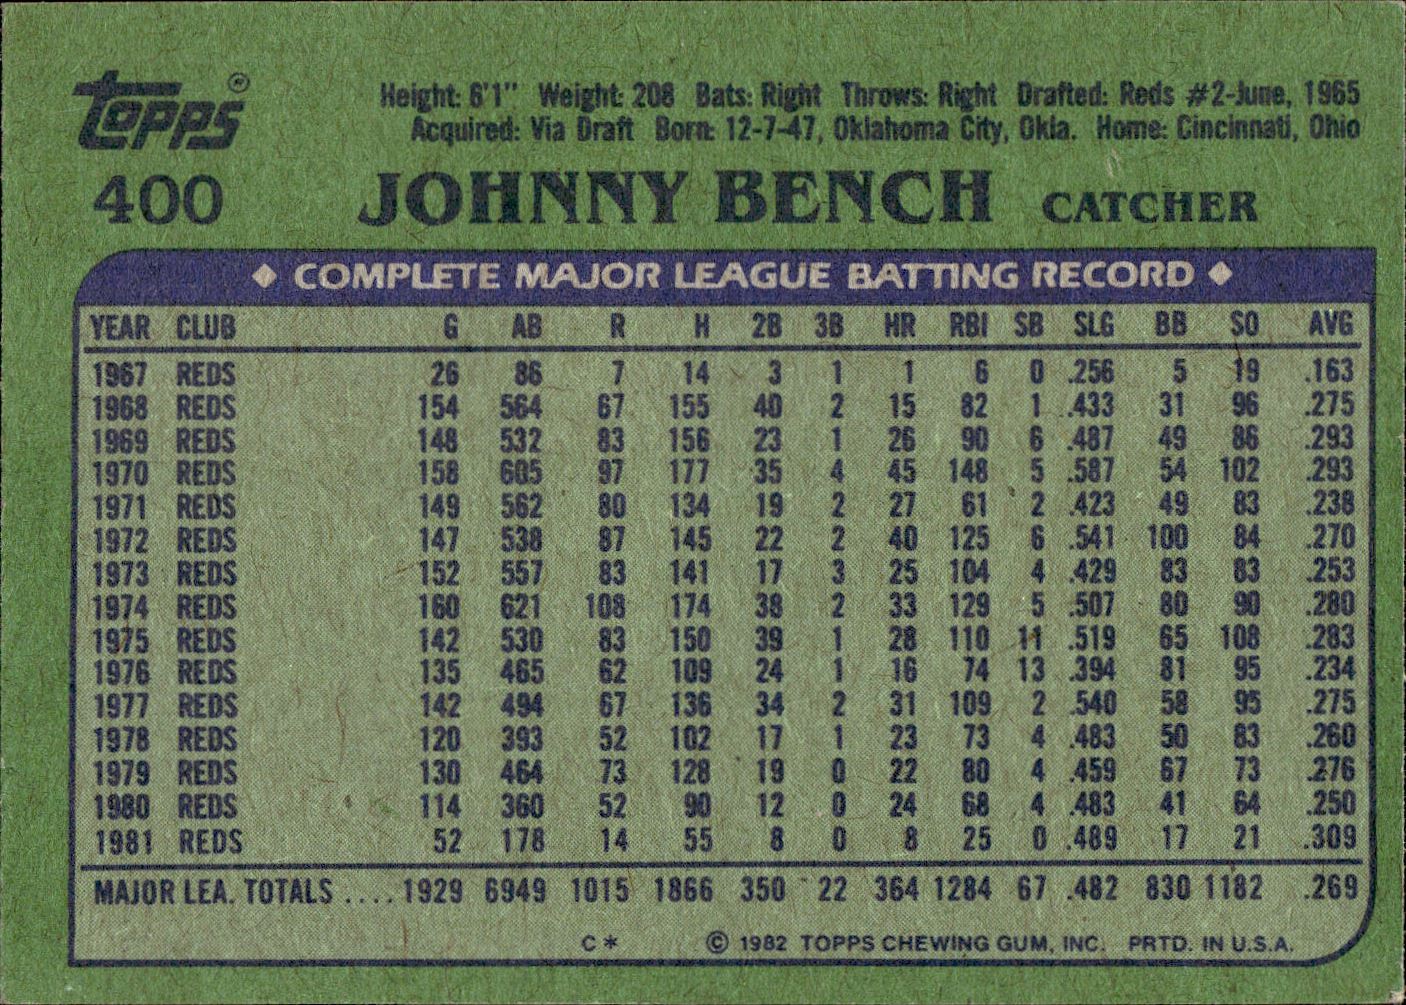 Topps® Height: 6'1" Weight: 208 Bats: Right Throws: Right Drafted: Reds #2-June, 1965
Acquired: Via Draft Born: 12-7-47, Oklahoma City, Okla. Home: Cincinnati, Ohio
400 JOHNNY BENCH CATCHER
◆ COMPLETE MAJOR LEAGUE BATTING RECORD ◆
YEAR CLUB G AB R H 2B 3B HR RBI SB SLG BB SO AVG
1967 REDS 26 86 7 14 3 1 1 6 0 .256 5 19 .163
1968 REDS 154 564 67 155 40 2 15 82 1 .433 31 96 .275
1969 REDS 148 532 83 156 23 1 26 90 6 .487 49 86 .293
1970 REDS 158 605 97 177 35 4 45 148 5 .587 54 102 .293
1971 REDS 149 562 80 134 19 2 27 61 2 .423 49 83 .238
1972 REDS 147 538 87 145 22 2 40 125 6 .541 100 84 .270
1973 REDS 152 557 83 141 17 3 25 104 4 .429 83 83 .253
1974 REDS 160 621 108 174 38 2 33 129 5 .507 80 90 .280
1975 REDS 142 530 83 150 39 1 28 110 11 .519 65 108 .283
1976 REDS 135 465 62 109 24 1 16 74 13 .394 81 95 .234
1977 REDS 142 494 67 136 34 2 31 109 2 .540 58 95 .275
1978 REDS 120 393 52 102 17 1 23 73 4 .483 50 83 .260
1979 REDS 130 464 73 128 19 0 22 80 4 .459 67 73 .276
1980 REDS 114 360 52 90 12 0 24 68 4 .483 41 64 .250
1981 REDS 52 178 14 55 8 0 8 25 0 .489 17 21 .309
MAJOR LEA. TOTALS .... 1929 6949 1015 1866 350 22 364 1284 67 .482 830 1182 .269
C* © 1982 TOPPS CHEWING GUM, INC. PRTD. IN U.S.A.